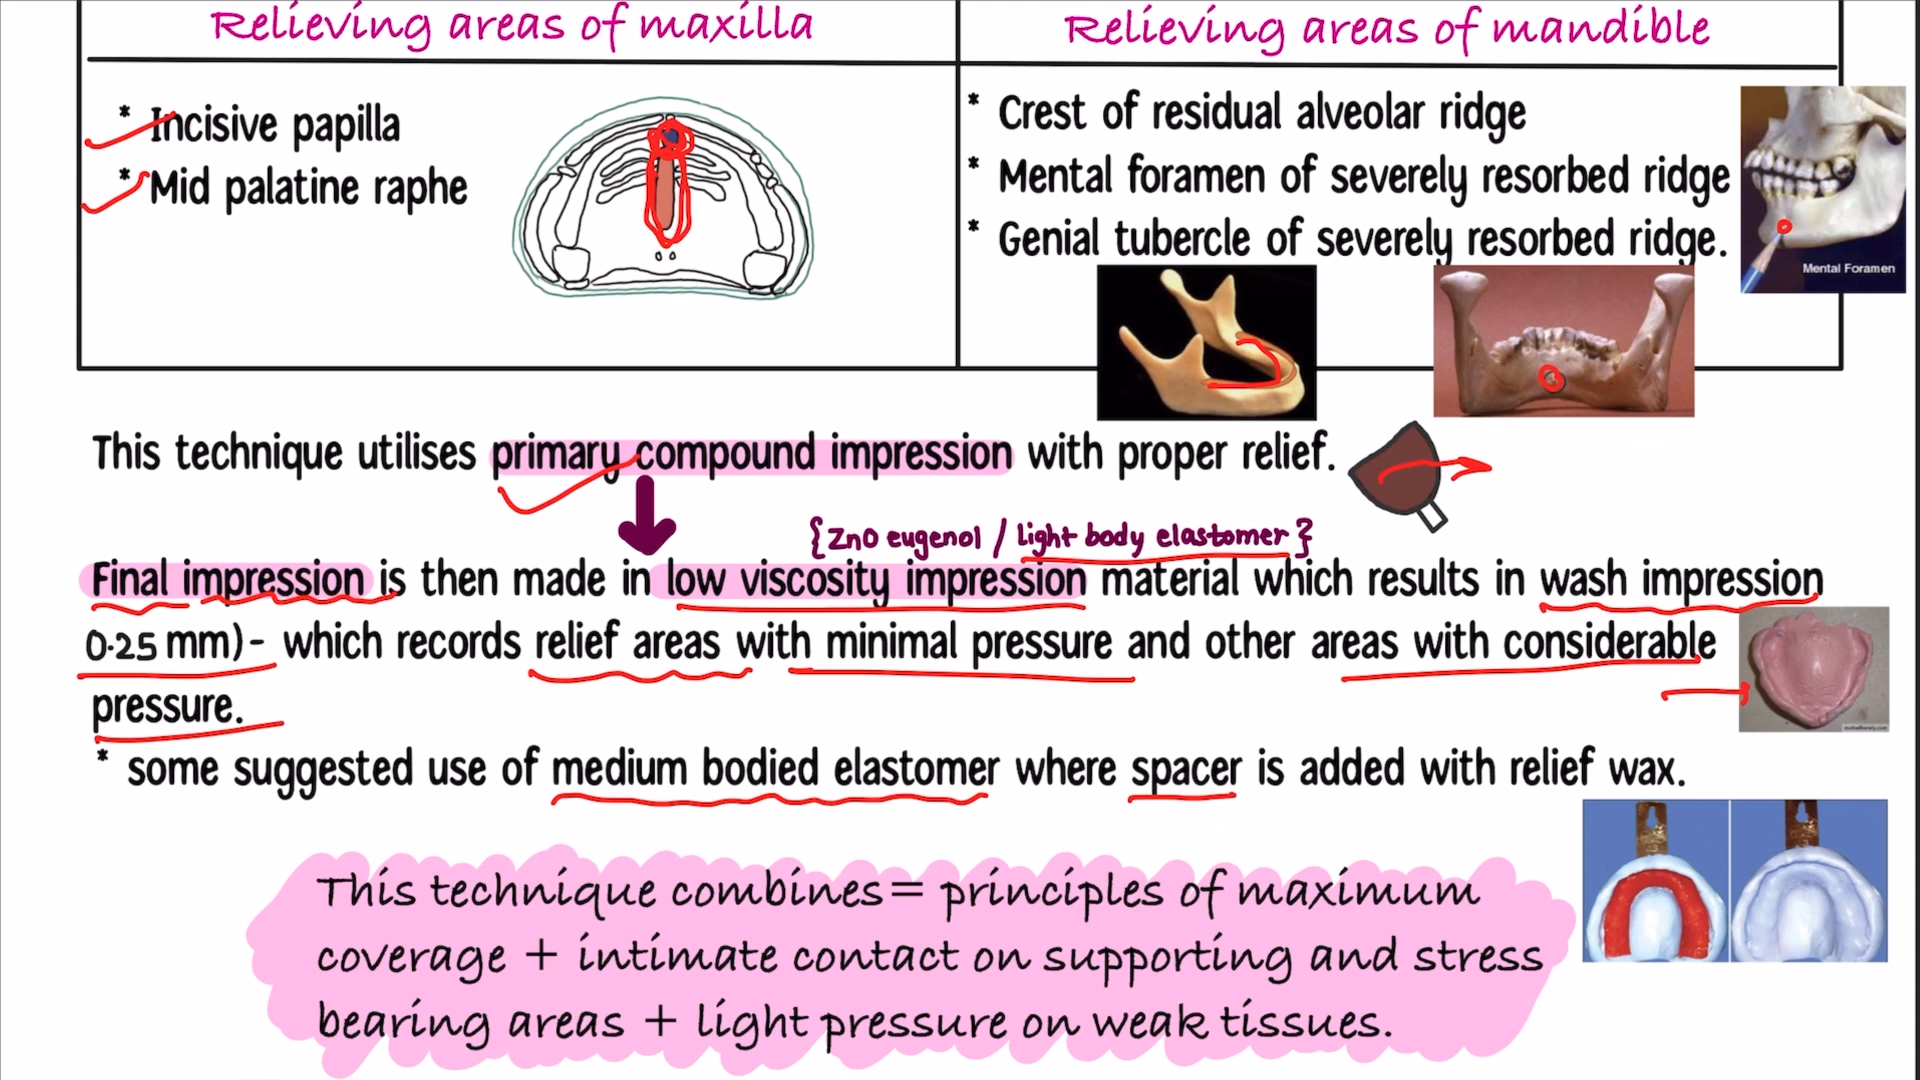 Relieving areas of maxilla
Relieving areas of mandible
* Incisive papilla
* Mid palatine raphe
* Crest of residual alveolar ridge
* Mental foramen of severely resorbed ridge
* Genial tubercle of severely resorbed ridge.
Mental Foramen
This technique utilises primary compound impression with proper relief.
{ZnO eugenol / light body elastomer}
Final impression is then made in low viscosity impression material which results in wash impression
0.25 mm)- which records relief areas with minimal pressure and other areas with considerable
pressure.
* some suggested use of medium bodied elastomer where spacer is added with relief wax.
This technique combines= principles of maximum
coverage + intimate contact on supporting and stress
bearing areas + light pressure on weak tissues.